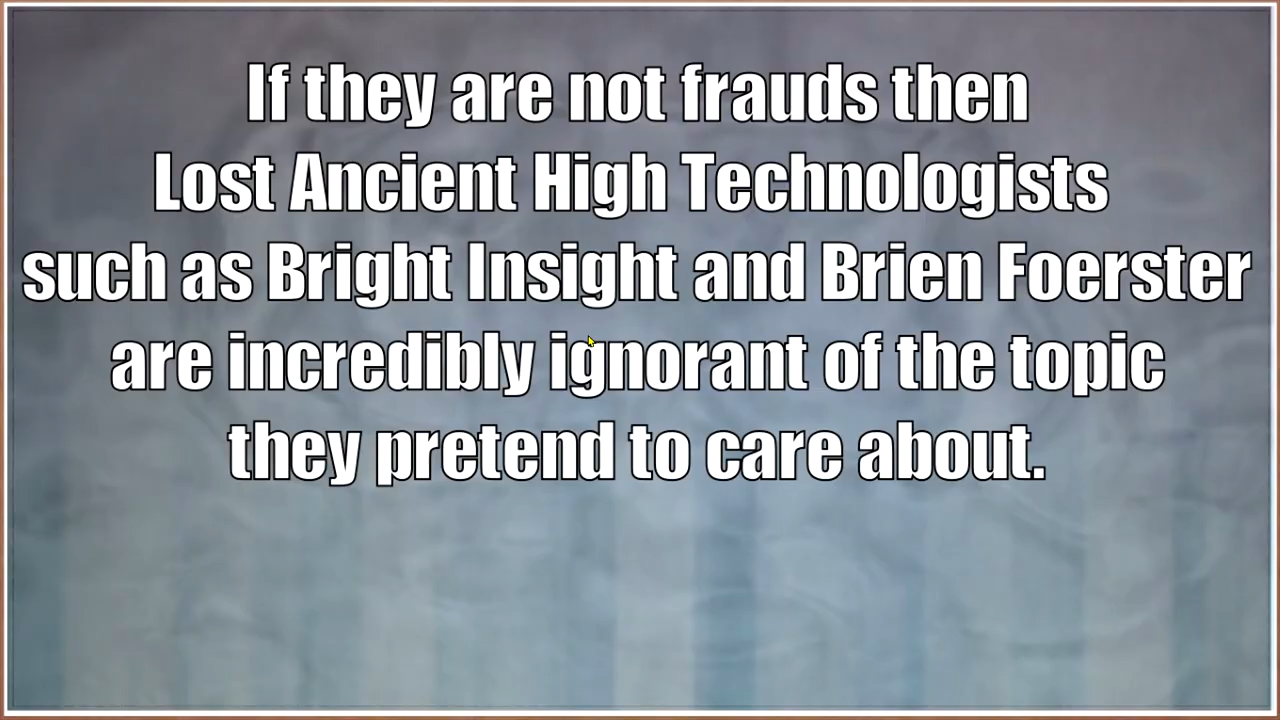 If they are not frauds then
Lost Ancient High Technologists
such as Bright Insight and Brien Foerster
are incredibly ignorant of the topic
they pretend to care about.